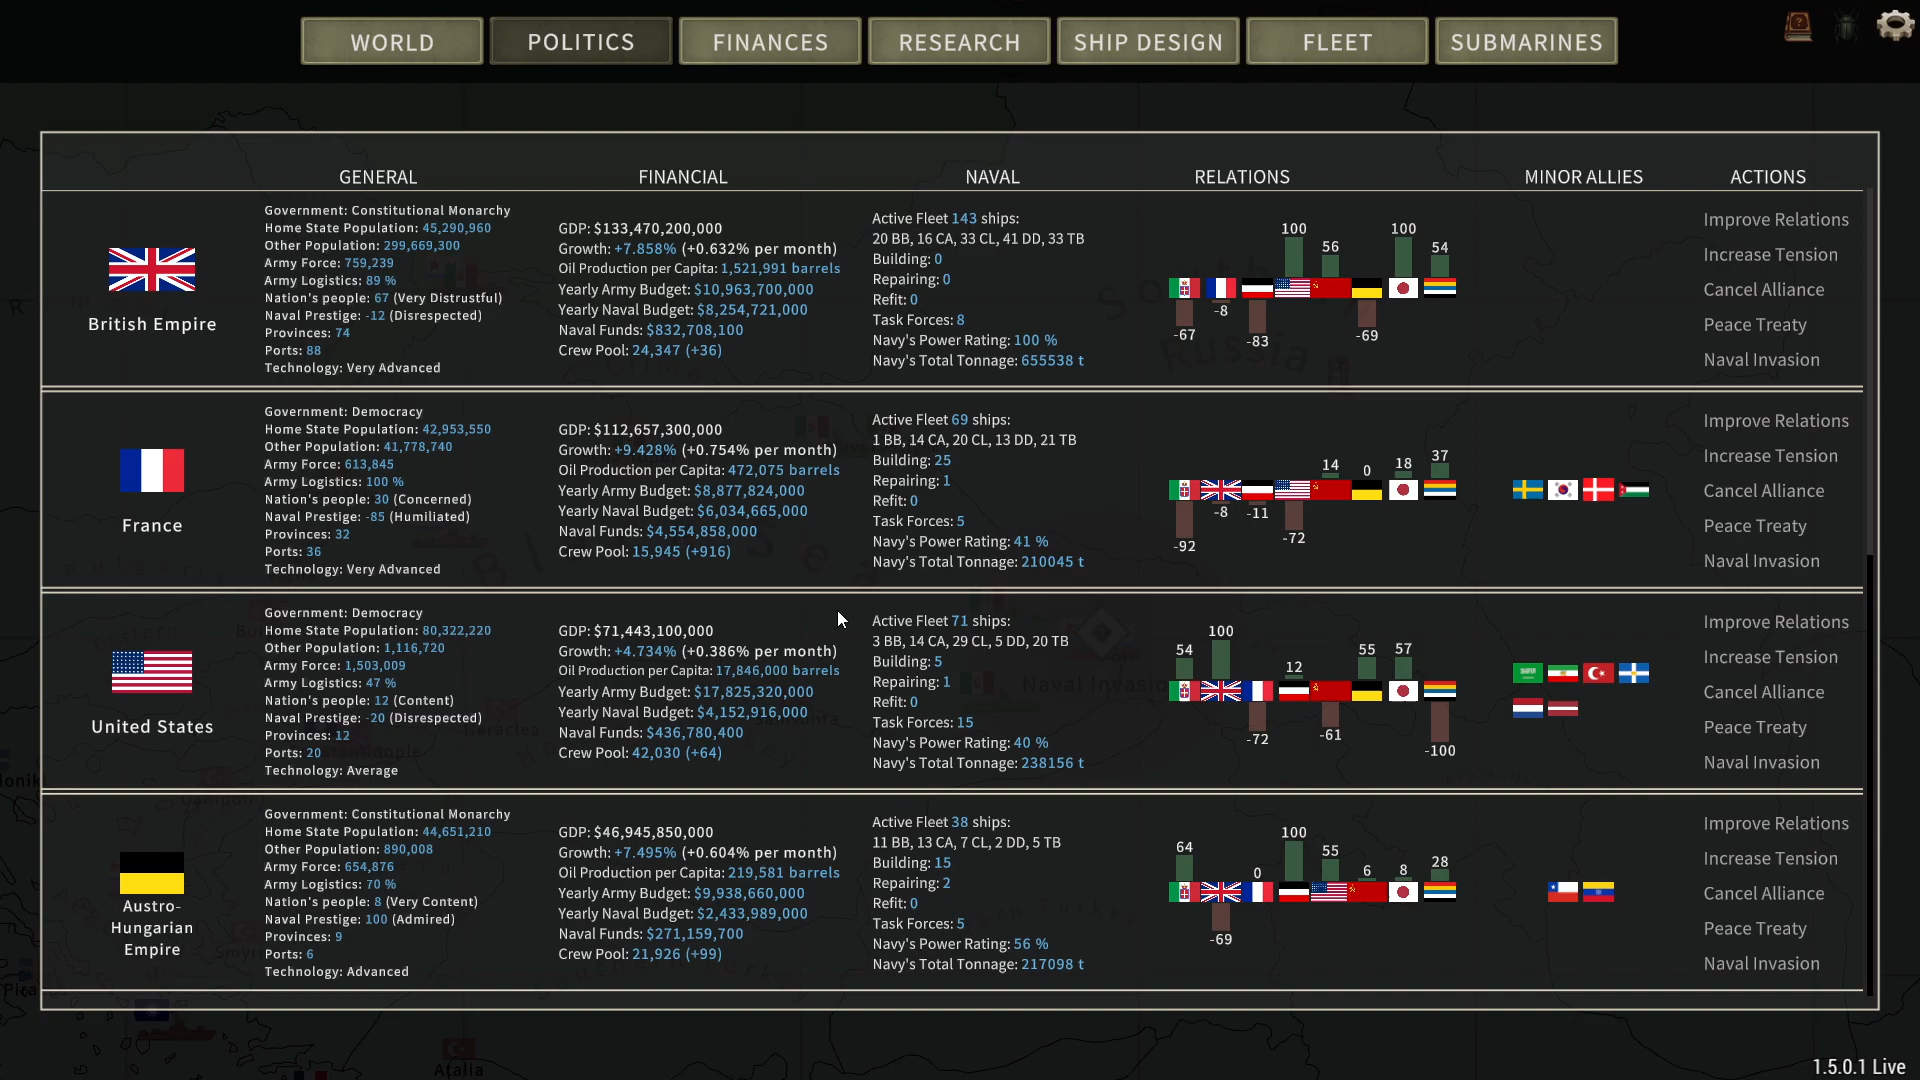 WORLD
POLITICS
FINANCES
RESEARCH
SHIP DESIGN
FLEET
SUBMARINES
GENERAL
FINANCIAL
NAVAL
RELATIONS
MINOR ALLIES
ACTIONS
British Empire
Government: Constitutional Monarchy
Home State Population: 45,290,960
Other Population: 299,669,300
Army Force: 759,239
Army Logistics: 89 %
Nation's people: 67 (Very Distrustful)
Naval Prestige: -12 (Disrespected)
Provinces: 74
Ports: 88
Technology: Very Advanced
GDP: $133,470,200,000
Growth: +7.858% (+0.632% per month)
Oil Production per Capita: 1,521,991 barrels
Yearly Army Budget: $10,963,700,000
Yearly Naval Budget: $8,254,721,000
Naval Funds: $832,708,100
Crew Pool: 24,347 (+36)
Active Fleet 143 ships:
20 BB, 16 CA, 33 CL, 41 DD, 33 TB
Building: 0
Repairing: 0
Refit: 0
Task Forces: 8
Navy's Power Rating: 100 %
Navy's Total Tonnage: 655538 t
100
56
100
54
-67
-8
-83
-69
Improve Relations
Increase Tension
Cancel Alliance
Peace Treaty
Naval Invasion
France
Government: Democracy
Home State Population: 42,953,550
Other Population: 41,778,740
Army Force: 613,845
Army Logistics: 100 %
Nation's people: 30 (Concerned)
Naval Prestige: -85 (Humiliated)
Provinces: 32
Ports: 36
Technology: Very Advanced
GDP: $112,657,300,000
Growth: +9.428% (+0.754% per month)
Oil Production per Capita: 472,075 barrels
Yearly Army Budget: $8,877,824,000
Yearly Naval Budget: $6,034,665,000
Naval Funds: $4,554,858,000
Crew Pool: 15,945 (+916)
Active Fleet 69 ships:
1 BB, 14 CA, 20 CL, 13 DD, 21 TB
Building: 25
Repairing: 1
Refit: 0
Task Forces: 5
Navy's Power Rating: 41 %
Navy's Total Tonnage: 210045 t
14
0
18
37
-92
-8
-11
-72
Improve Relations
Increase Tension
Cancel Alliance
Peace Treaty
Naval Invasion
United States
Government: Democracy
Home State Population: 80,322,220
Other Population: 1,116,720
Army Force: 1,503,009
Army Logistics: 47 %
Nation's people: 12 (Content)
Naval Prestige: -20 (Disrespected)
Provinces: 12
Ports: 20
Technology: Average
GDP: $71,443,100,000
Growth: +4.734% (+0.386% per month)
Oil Production per Capita: 17,846,000 barrels
Yearly Army Budget: $17,825,320,000
Yearly Naval Budget: $4,152,916,000
Naval Funds: $436,780,400
Crew Pool: 42,030 (+64)
Active Fleet 71 ships:
3 BB, 14 CA, 29 CL, 5 DD, 20 TB
Building: 5
Repairing: 1
Refit: 0
Task Forces: 15
Navy's Power Rating: 40 %
Navy's Total Tonnage: 238156 t
54
100
12
55
57
-72
-61
-100
Improve Relations
Increase Tension
Cancel Alliance
Peace Treaty
Naval Invasion
Austro-
Hungarian
Empire
Government: Constitutional Monarchy
Home State Population: 44,651,210
Other Population: 890,008
Army Force: 654,876
Army Logistics: 70 %
Nation's people: 8 (Very Content)
Naval Prestige: 100 (Admired)
Provinces: 9
Ports: 6
Technology: Advanced
GDP: $46,945,850,000
Growth: +7.495% (+0.604% per month)
Oil Production per Capita: 219,581 barrels
Yearly Army Budget: $9,938,660,000
Yearly Naval Budget: $2,433,989,000
Naval Funds: $271,159,700
Crew Pool: 21,926 (+99)
Active Fleet 38 ships:
11 BB, 13 CA, 7 CL, 2 DD, 5 TB
Building: 15
Repairing: 2
Refit: 0
Task Forces: 5
Navy's Power Rating: 56 %
Navy's Total Tonnage: 217098 t
64
0
100
55
6
8
28
-69
Improve Relations
Increase Tension
Cancel Alliance
Peace Treaty
Naval Invasion
Russia
Naval Invasion
Atalia
1.5.0.1 Live